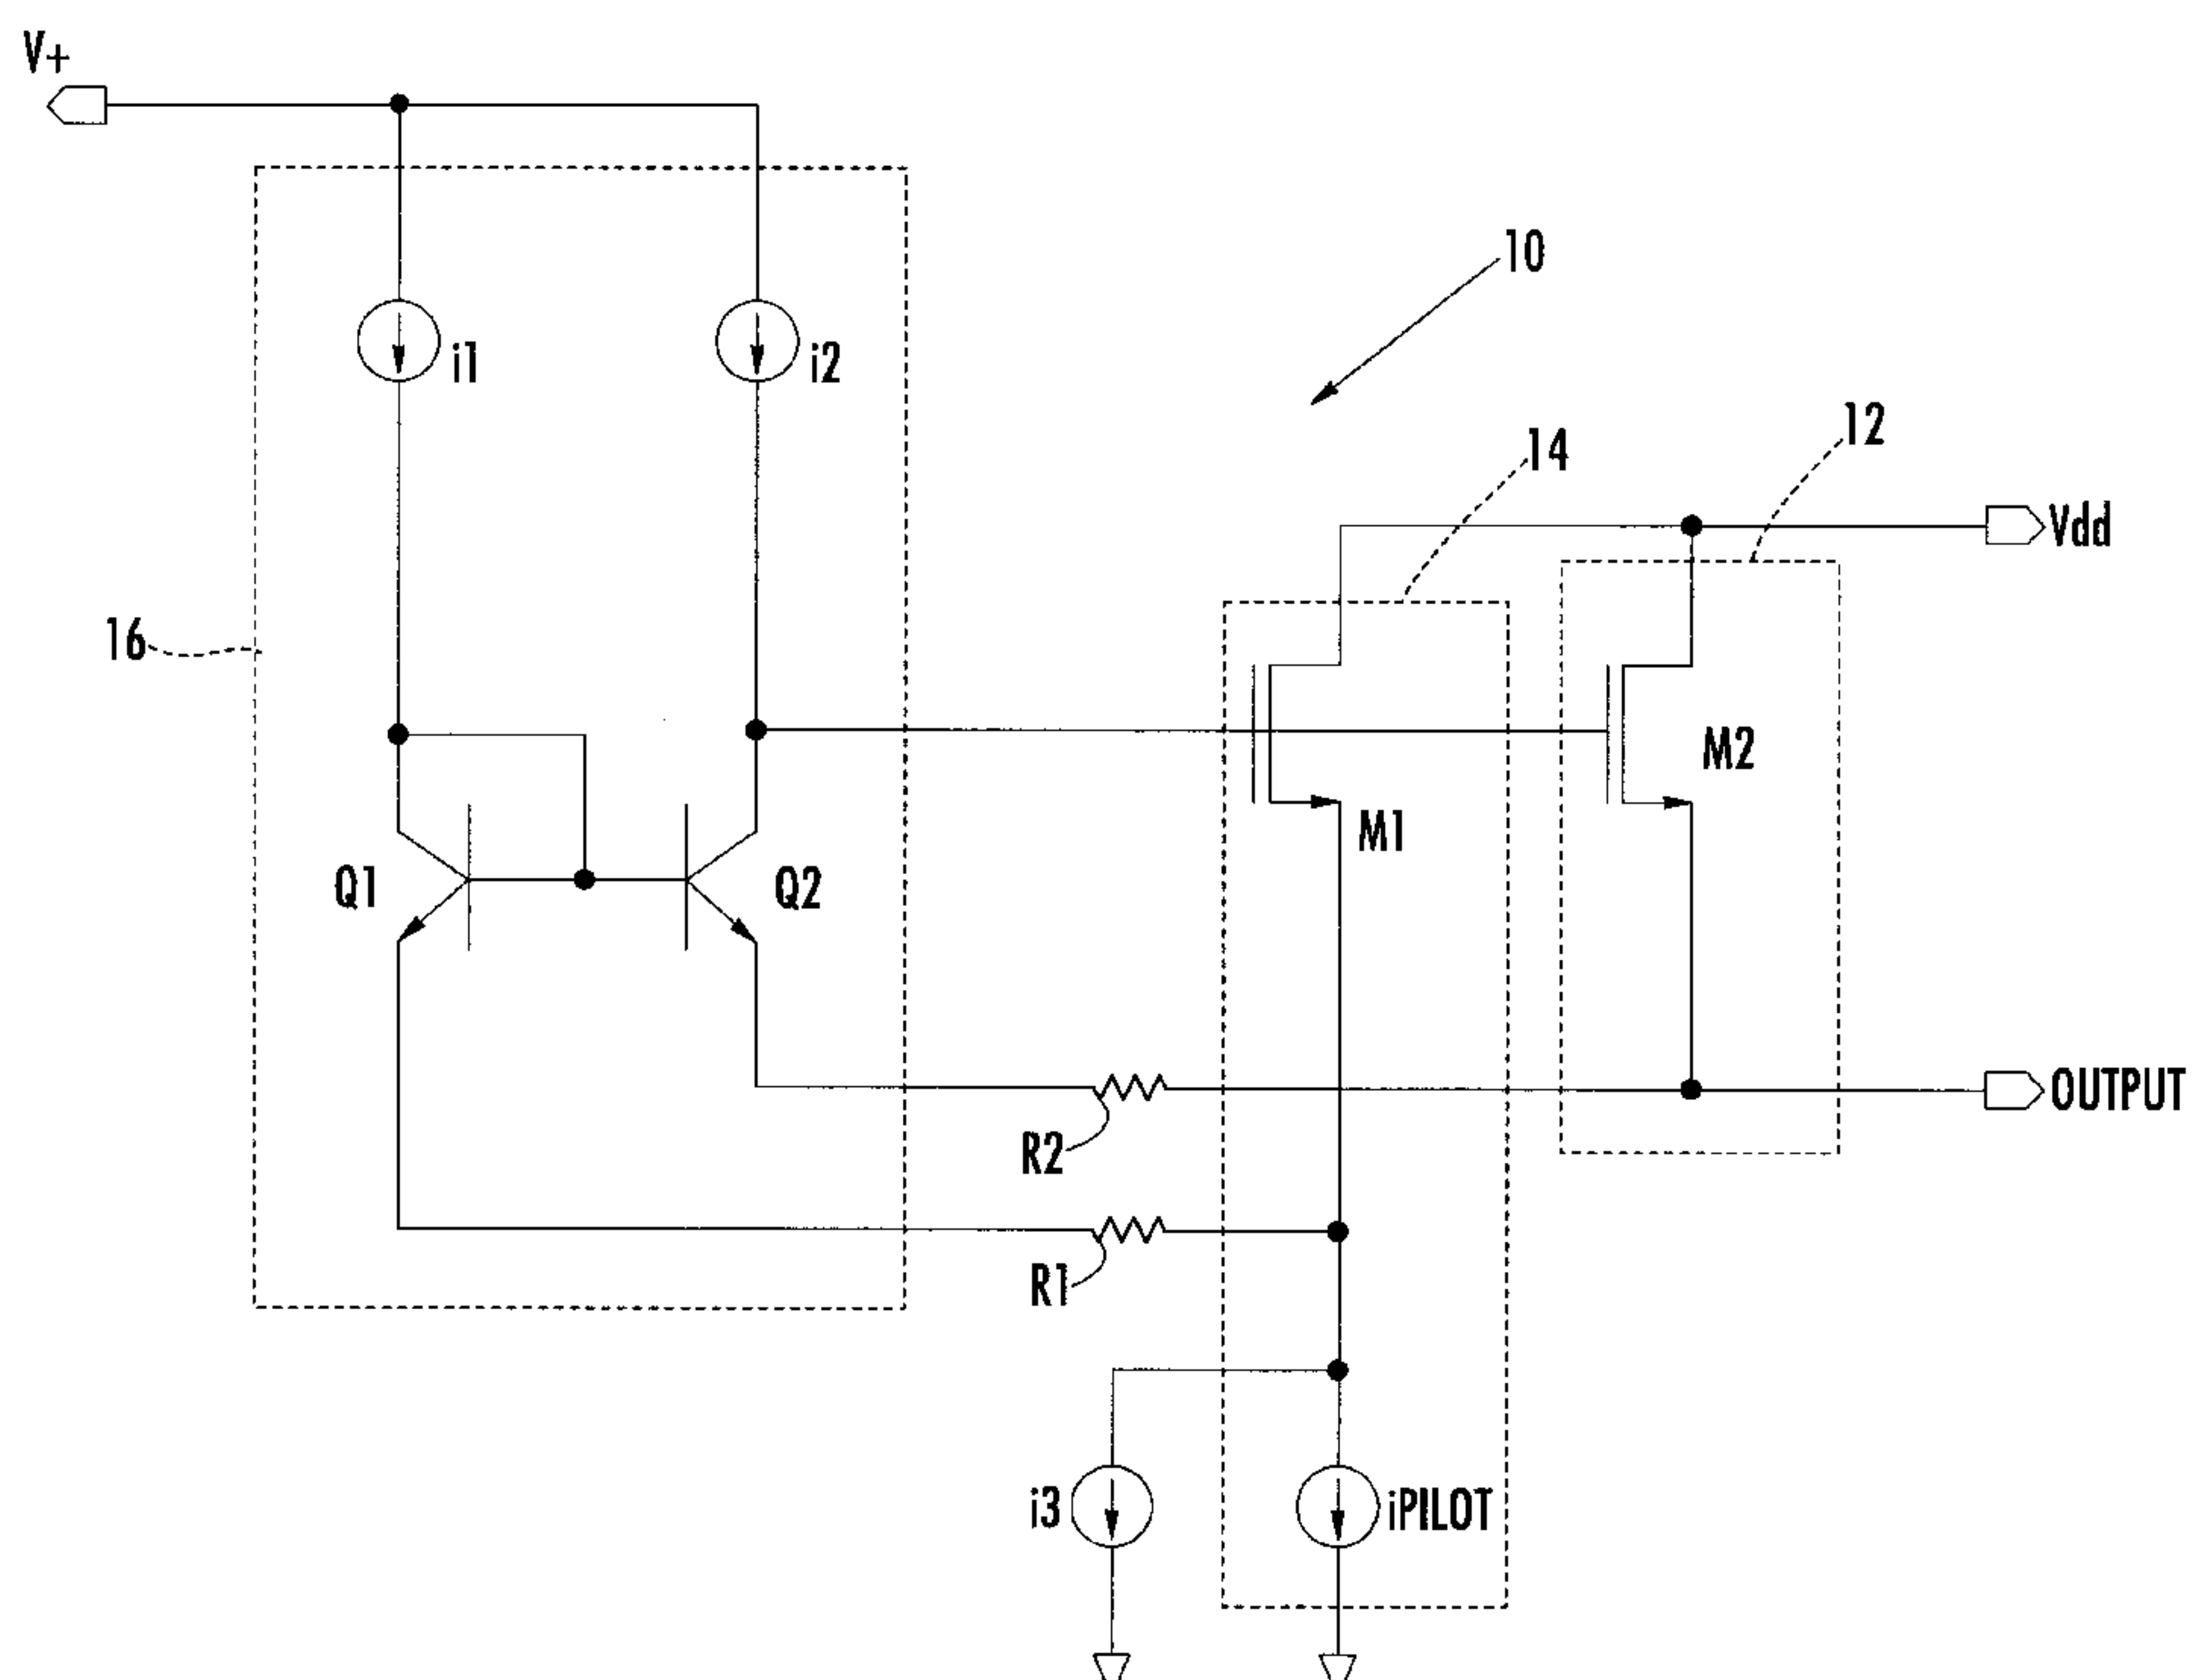 V+
10
i1
i2
12
14
Vdd
16
M2
M1
Q1
Q2
OUTPUT
R2
R1
i3
iPILOT